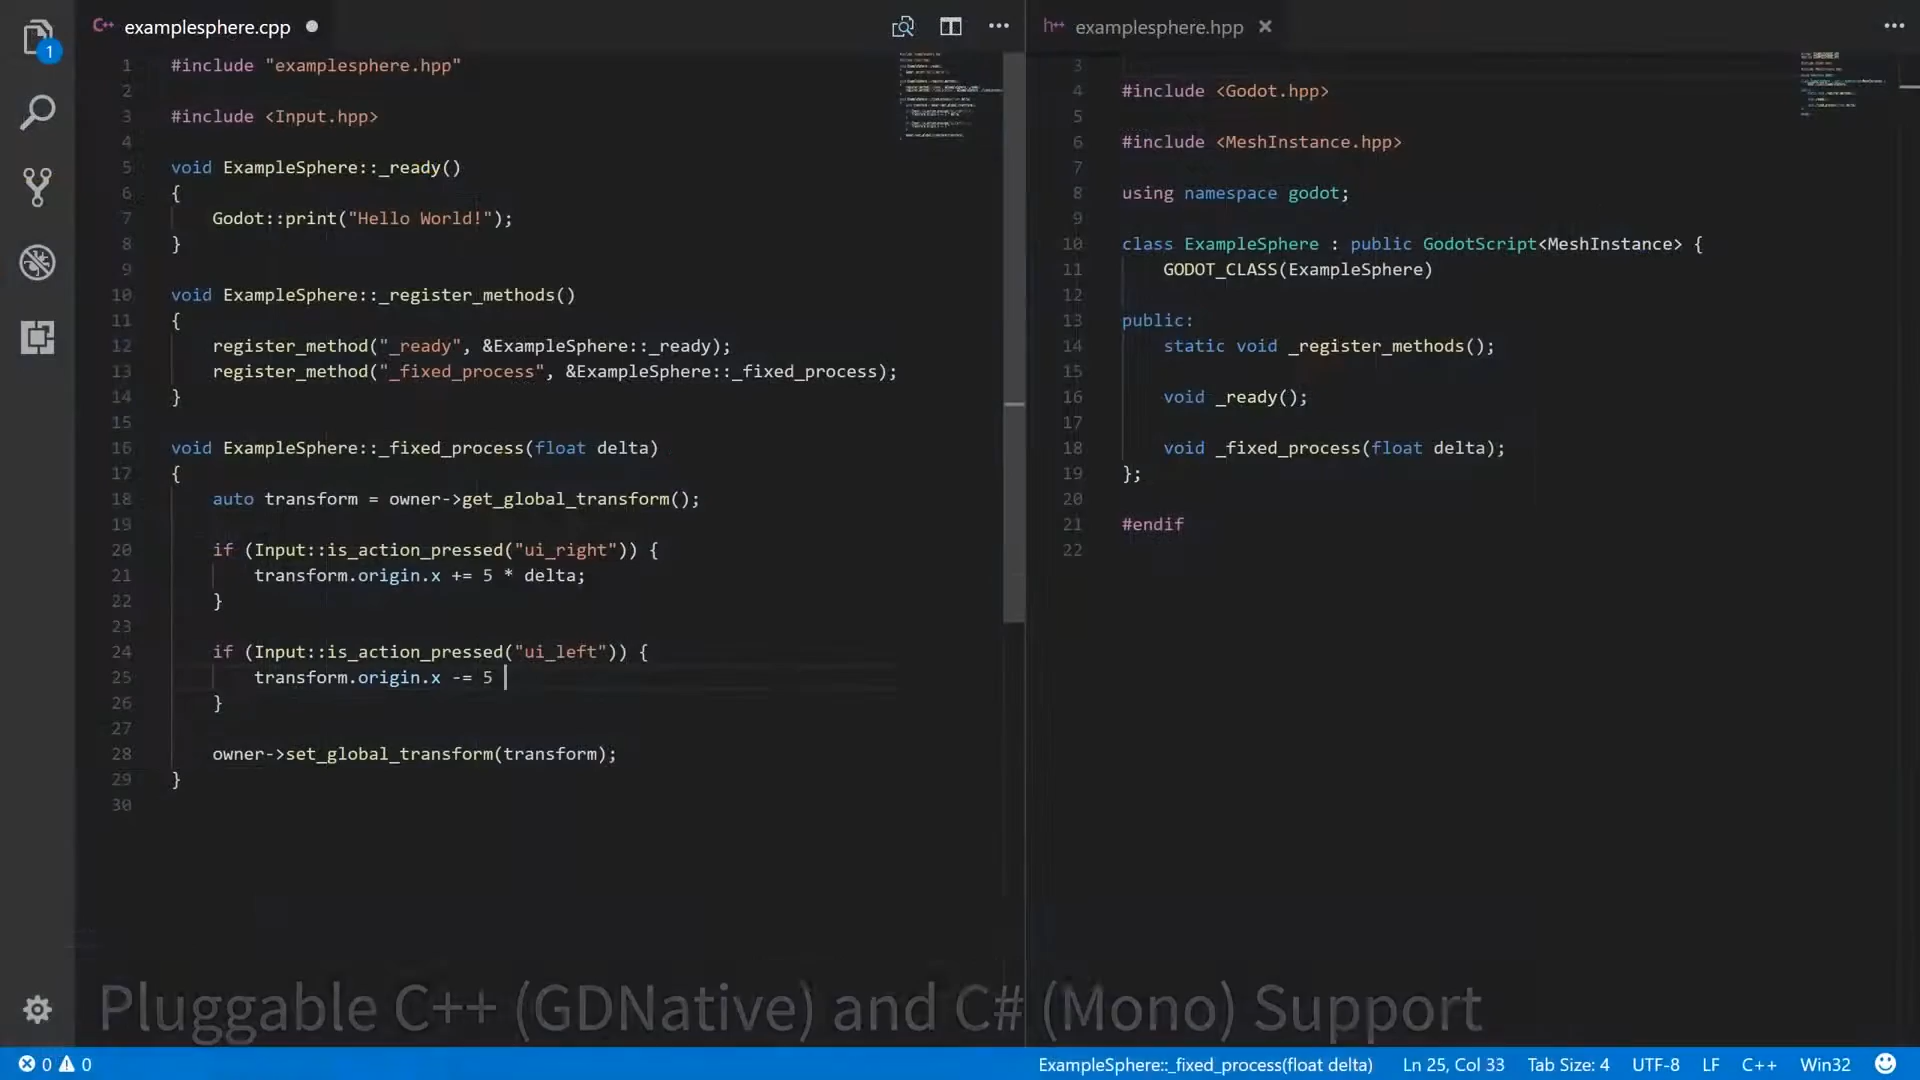 examplesphere.cpp
1 #include "examplesphere.hpp"
2
3 #include <Input.hpp>
4
5 void ExampleSphere::_ready()
6 {
7 Godot::print("Hello World!");
8 }
9
10 void ExampleSphere::_register_methods()
11 {
12 register_method("_ready", &ExampleSphere::_ready);
13 register_method("_fixed_process", &ExampleSphere::_fixed_process);
14 }
15
16 void ExampleSphere::_fixed_process(float delta)
17 {
18 auto transform = owner->get_global_transform();
19
20 if (Input::is_action_pressed("ui_right")) {
21 transform.origin.x += 5 * delta;
22 }
23
24 if (Input::is_action_pressed("ui_left")) {
25 transform.origin.x -= 5
26 }
27
28 owner->set_global_transform(transform);
29 }
30
examplesphere.hpp
3
4 #include <Godot.hpp>
5
6 #include <MeshInstance.hpp>
7
8 using namespace godot;
9
10 class ExampleSphere : public GodotScript<MeshInstance> {
11 GODOT_CLASS(ExampleSphere)
12
13 public:
14 static void _register_methods();
15
16 void _ready();
17
18 void _fixed_process(float delta);
19 };
20
21 #endif
22
1
Pluggable C++ (GDNative) and C# (Mono) Support
0 0 ExampleSphere::_fixed_process(float delta) Ln 25, Col 33 Tab Size: 4 UTF-8 LF C++ Win32